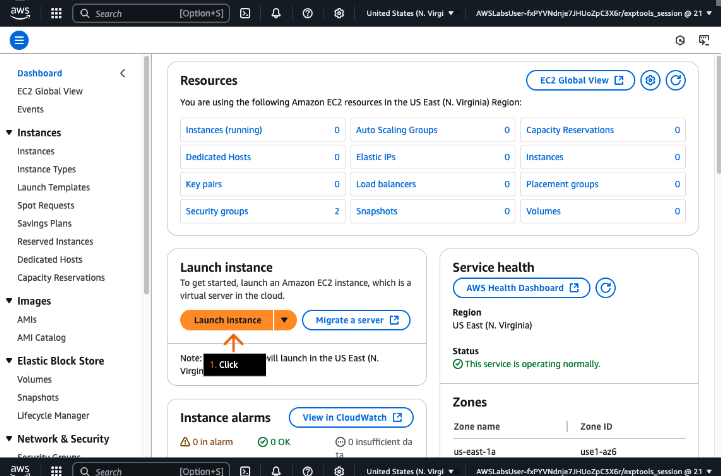 aws
Search [Option+S]
United States (N. Virgi
AWSLabsUser-fxPYVNdnje7JHUoZpC3X6r/exptools_session @ 21
Dashboard
EC2 Global View
Events
Instances
Instances
Instance Types
Launch Templates
Spot Requests
Savings Plans
Reserved Instances
Dedicated Hosts
Capacity Reservations
Images
AMIs
AMI Catalog
Elastic Block Store
Volumes
Snapshots
Lifecycle Manager
Network & Security
Security Groups
Resources
EC2 Global View
You are using the following Amazon EC2 resources in the US East (N. Virginia) Region:
Instances (running) 0
Auto Scaling Groups 0
Capacity Reservations 0
Dedicated Hosts 0
Elastic IPs 0
Instances 0
Key pairs 0
Load balancers 0
Placement groups 0
Security groups 2
Snapshots 0
Volumes 0
Launch instance
To get started, launch an Amazon EC2 instance, which is a
virtual server in the cloud.
Launch instance
Migrate a server
Note: will launch in the US East (N.
Virgin
1. Click
Instance alarms
View in CloudWatch
0 in alarm
0 OK
0 insufficient da
ta
Service health
AWS Health Dashboard
Region
US East (N. Virginia)
Status
This service is operating normally.
Zones
Zone name
Zone ID
us-east-1a
use1-az6
aws
Search [Option+S]
United States (N. Virgi
AWSLabsUser-fxPYVNdnje7JHUoZpC3X6r/exptools_session @ 21